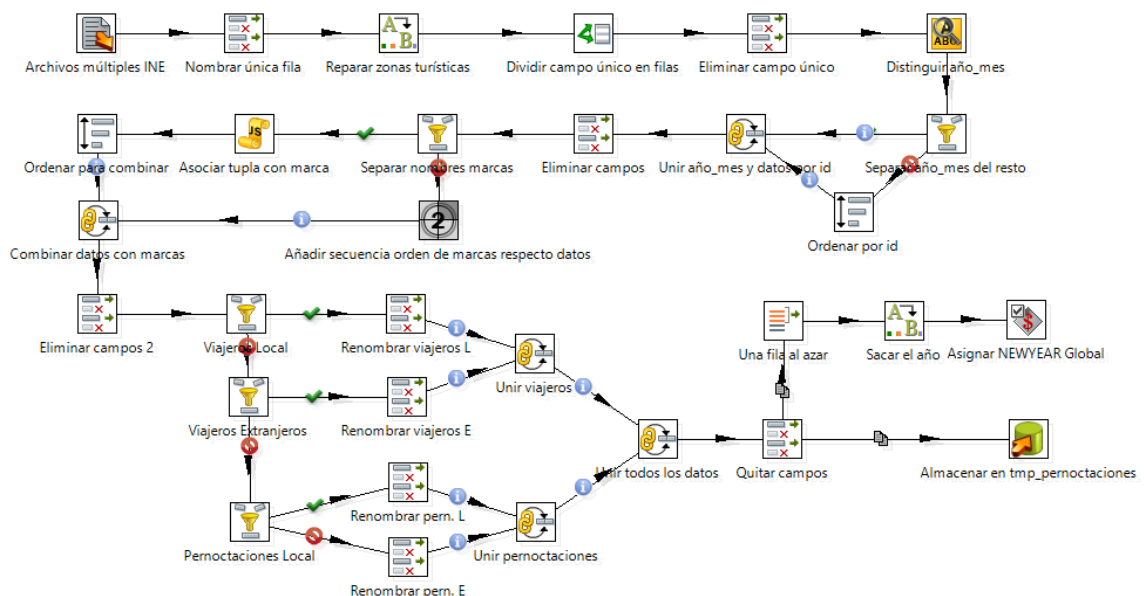 Archivos múltiples INE
Nombrar única fila
Reparar zonas turísticas
Dividir campo único en filas
Eliminar campo único
Distinguir año_mes
Ordenar para combinar
Asociar tupla con marca
Separar nombres marcas
Eliminar campos
Unir año_mes y datos por id
Separar año_mes del resto
Ordenar por id
Combinar datos con marcas
Añadir secuencia orden de marcas respecto datos
Eliminar campos 2
Viajeros Local
Renombrar viajeros L
Unir viajeros
Una fila al azar
Sacar el año
Asignar NEWYEAR Global
Viajeros Extranjeros
Renombrar viajeros E
Unir todos los datos
Quitar campos
Almacenar en tmp_pernoctaciones
Pernoctaciones Local
Renombrar pern. L
Unir pernoctaciones
Renombrar pern. E